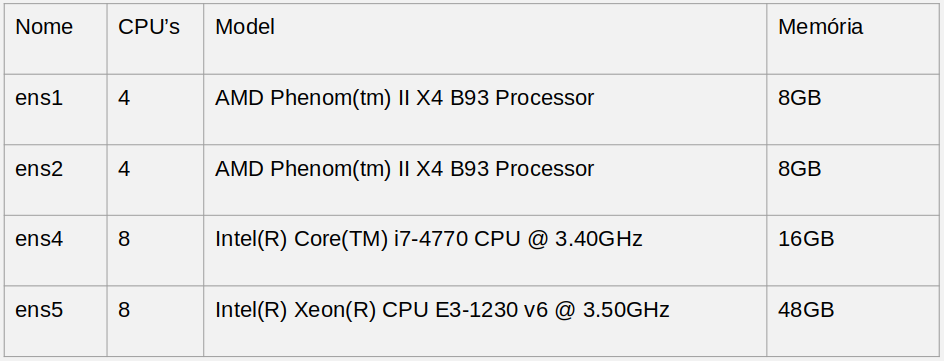 Nome CPU’s Model Memória
ens1 4 AMD Phenom(tm) II X4 B93 Processor 8GB
ens2 4 AMD Phenom(tm) II X4 B93 Processor 8GB
ens4 8 Intel(R) Core(TM) i7-4770 CPU @ 3.40GHz 16GB
ens5 8 Intel(R) Xeon(R) CPU E3-1230 v6 @ 3.50GHz 48GB